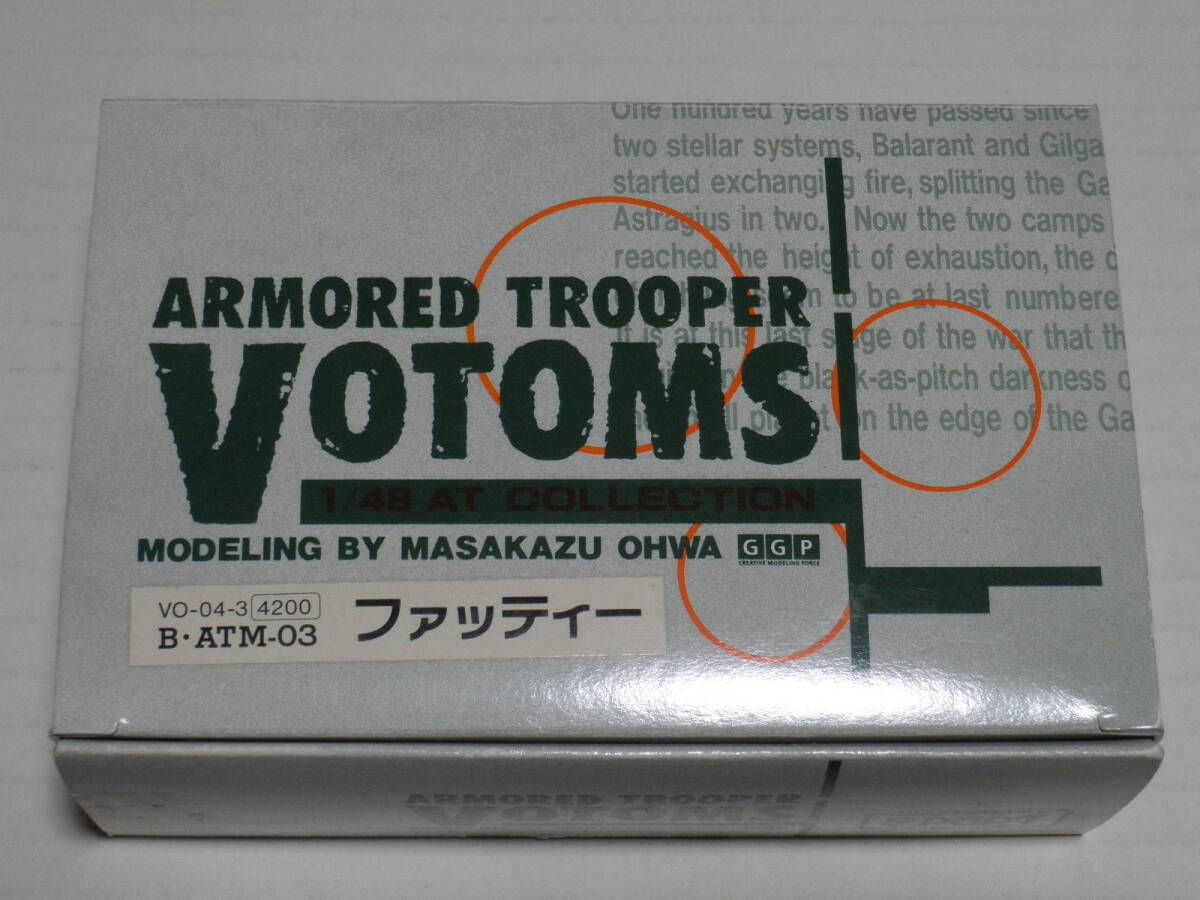 One hundred years have passed since
two stellar systems, Balarant and Gilga
started exchanging fire, splitting the Ga
Astragius in two. Now the two camps
reached the height of exhaustion, the
to be at last numbere
It is at this last stage of the war that th
black-as-pitch darkness
planet on the edge of the Ga
ARMORED TROOPER
VOTOMS
1/48 AT COLLECTION
MODELING BY MASAKAZU OHWA GGP
CREATIVE MODELING FORCE
VO-04-3 4200
B·ATM-03 ファッティー
ARMORED TROOPER
VOTOMS